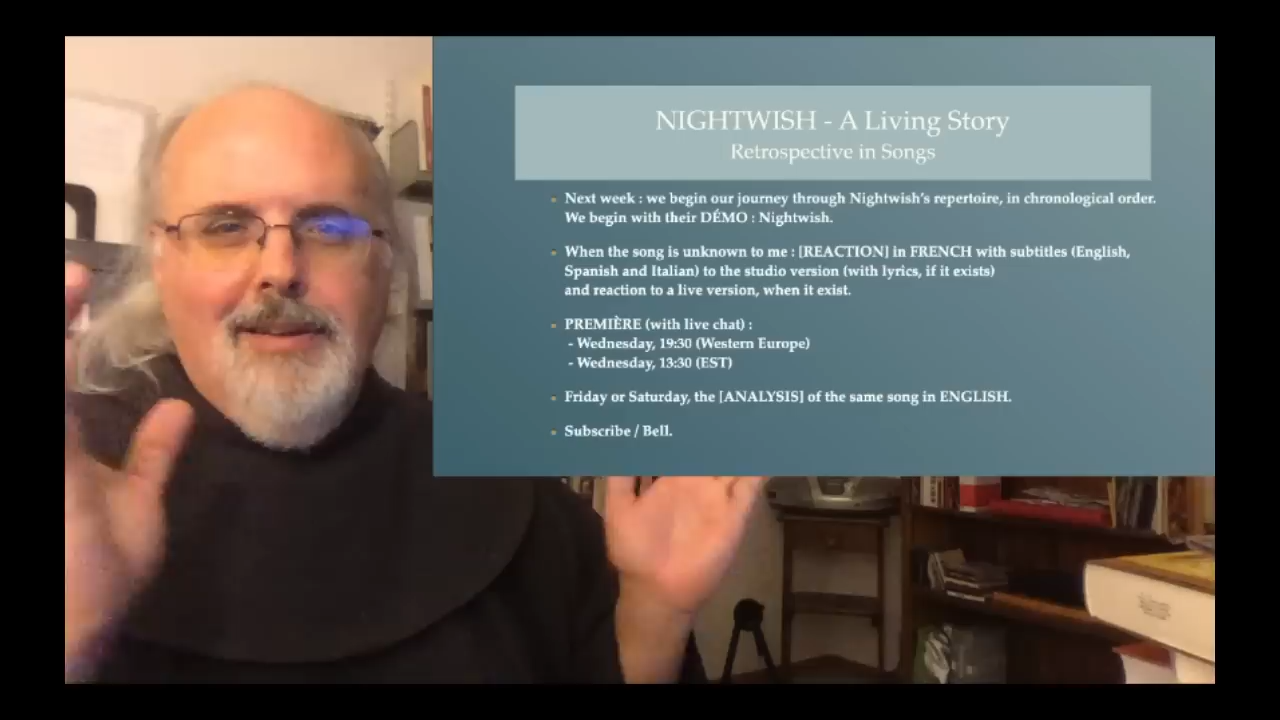 NIGHTWISH - A Living Story
Retrospective in Songs
Next week : we begin our journey through Nightwish's repertoire, in chronological order.
We begin with their DÉMO : Nightwish.
When the song is unknown to me : [REACTION] in FRENCH with subtitles (English,
Spanish and Italian) to the studio version (with lyrics, if it exists)
and reaction to a live version, when it exist.
PREMIÈRE (with live chat) :
- Wednesday, 19:30 (Western Europe)
- Wednesday, 13:30 (EST)
Friday or Saturday, the [ANALYSIS] of the same song in ENGLISH.
Subscribe / Bell.